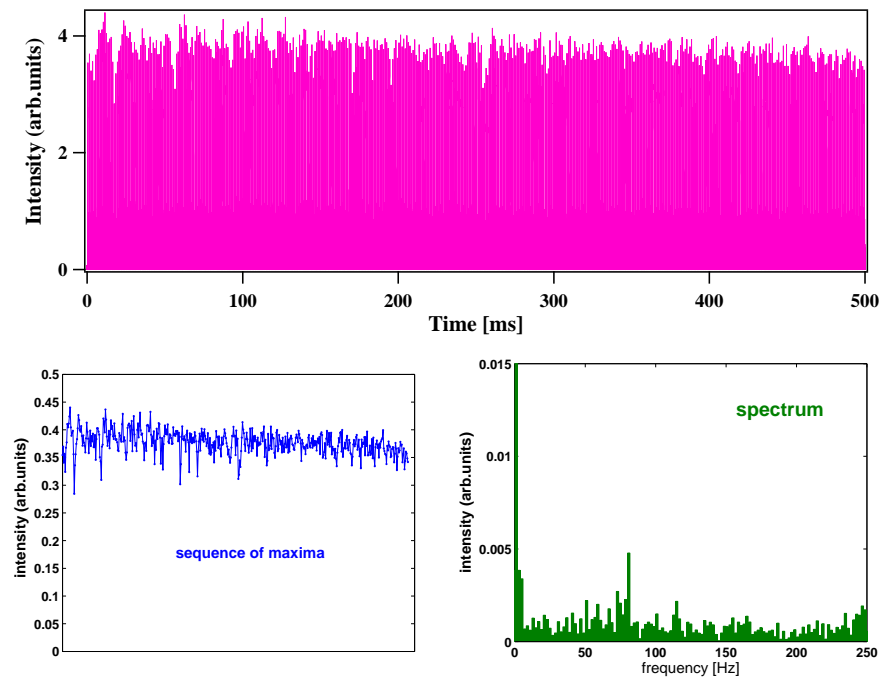 Intensity (arb.units)
4
2
0
0 100 200 300 400 500
Time [ms]
intensity (arb.units)
0.5
0.45
0.4
0.35
0.3
0.25
0.2
0.15
0.1
0.05
0
sequence of maxima
intensity (arb.units)
0.015
0.01
0.005
0
spectrum
0 50 100 150 200 250
frequency [Hz]